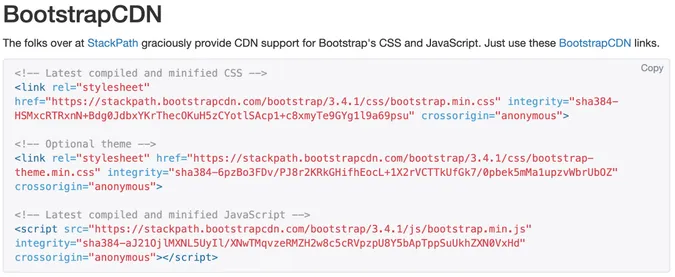 BootstrapCDN
The folks over at StackPath graciously provide CDN support for Bootstrap's CSS and JavaScript. Just use these BootstrapCDN links.
Copy
<!-- Latest compiled and minified CSS -->
<link rel="stylesheet"
href="https://stackpath.bootstrapcdn.com/bootstrap/3.4.1/css/bootstrap.min.css" integrity="sha384-
HSMxcRTRxnN+Bdg0JdbxYKrThecOKuH5zCYotlSAcp1+c8xmyTe9GYg1l9a69psu" crossorigin="anonymous">
<!-- Optional theme -->
<link rel="stylesheet" href="https://stackpath.bootstrapcdn.com/bootstrap/3.4.1/css/bootstrap-
theme.min.css" integrity="sha384-6pzBo3FDv/PJ8r2KRkGHifhEocL+1X2rVCTTkUfGk7/0pbek5mMa1upzvWbrUbOZ"
crossorigin="anonymous">
<!-- Latest compiled and minified JavaScript -->
<script src="https://stackpath.bootstrapcdn.com/bootstrap/3.4.1/js/bootstrap.min.js"
integrity="sha384-aJ21OjlMXNL5UyIl/XNwTMqvzeRMZH2w8c5cRVpzpU8Y5bApTppSuUkhZXN0VxHd"
crossorigin="anonymous"></script>